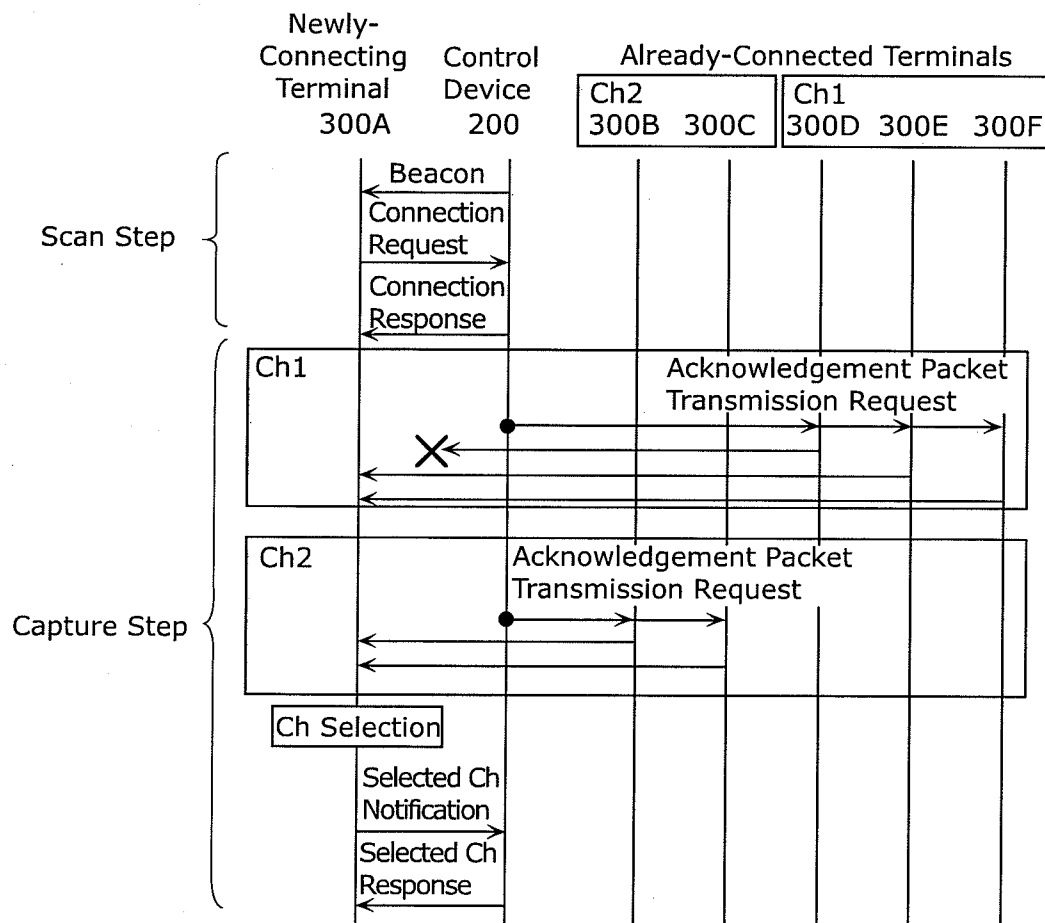 Newly-
Connecting
Terminal
300A
Control
Device
200
Already-Connected Terminals
Ch2
300B 300C
Ch1
300D 300E 300F
Scan Step
Beacon
Connection
Request
Connection
Response
Capture Step
Ch1
Acknowledgement Packet
Transmission Request
Ch2
Acknowledgement Packet
Transmission Request
Ch Selection
Selected Ch
Notification
Selected Ch
Response